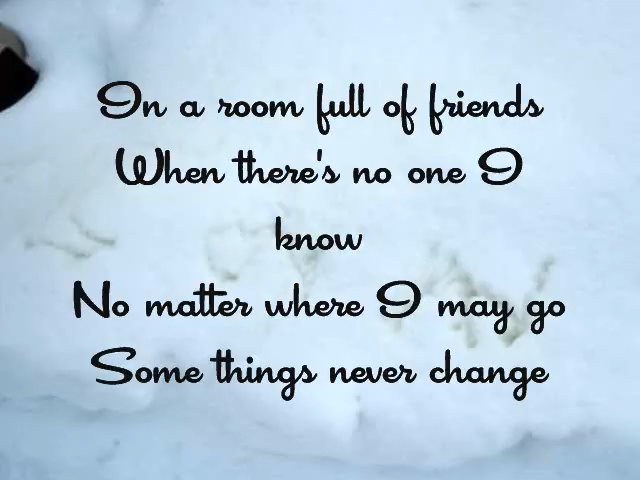 In a room full of friends
When there's no one I
know
No matter where I may go
Some things never change